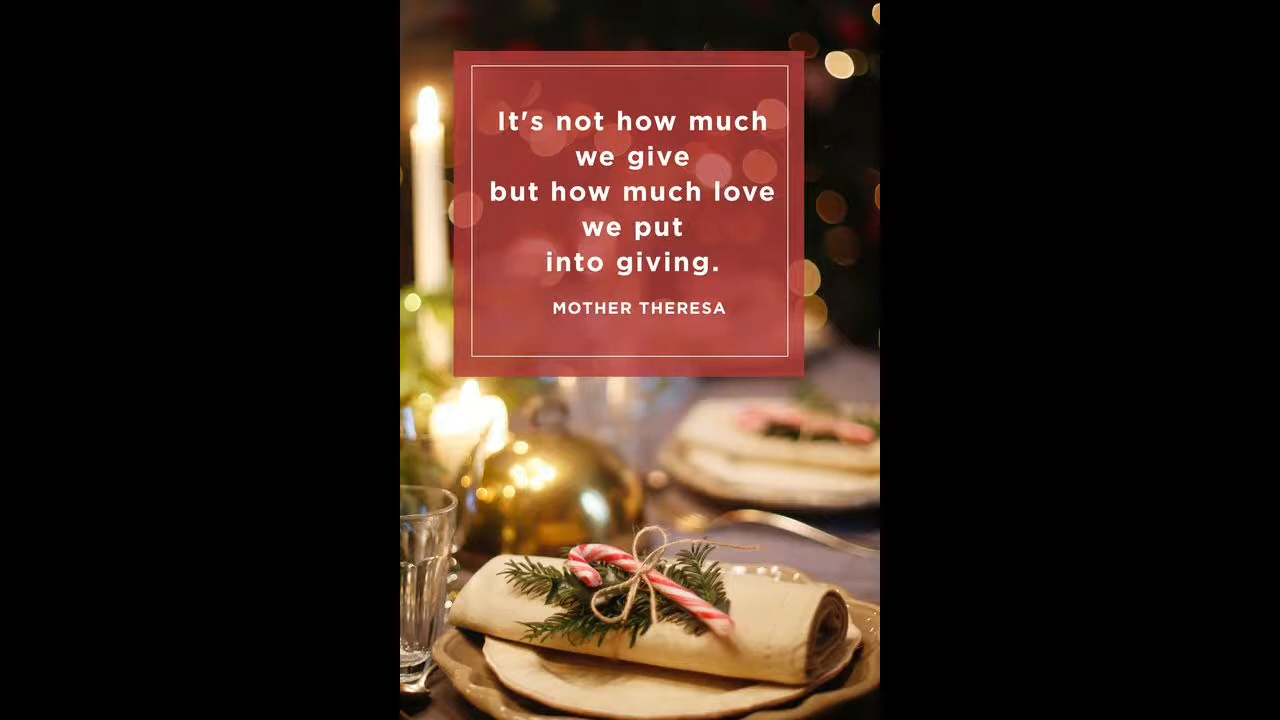 It's not how much
we give
but how much love
we put
into giving.
MOTHER THERESA